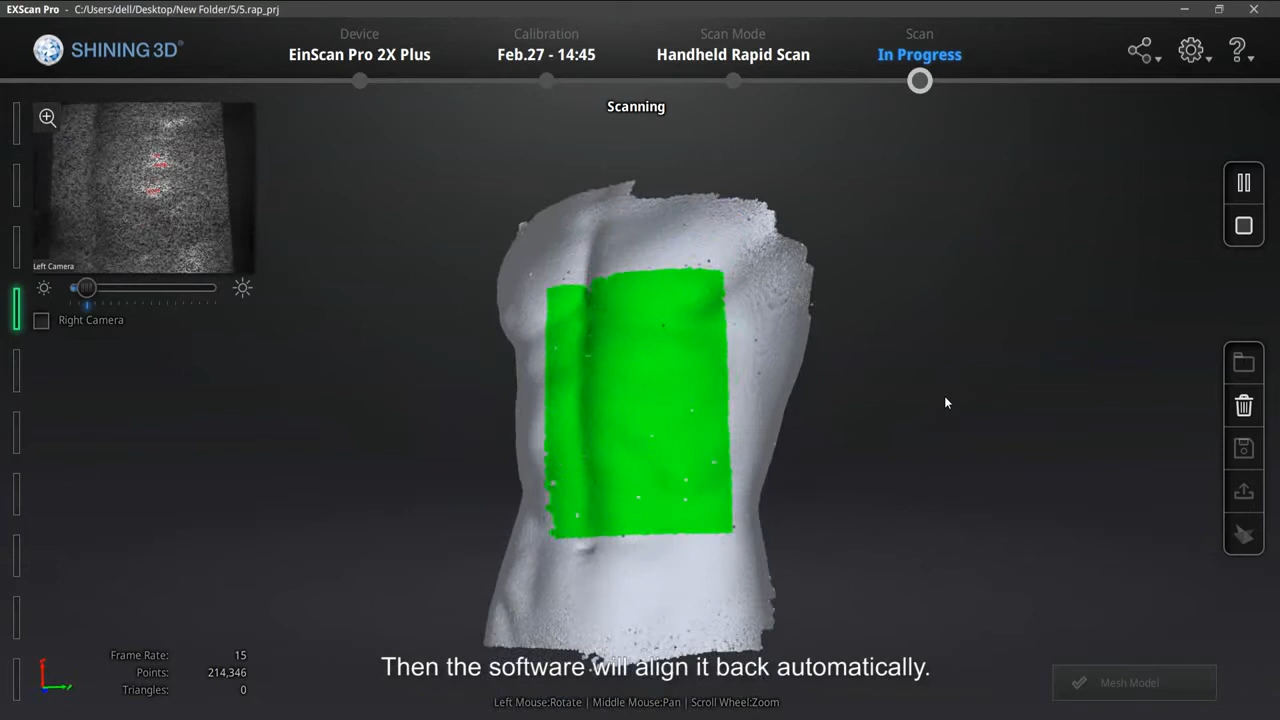 EXScan Pro - C:/Users/dell/Desktop/New Folder/5/5.rap_prj
SHINING 3D®
Device
EinScan Pro 2X Plus
Calibration
Feb.27 - 14:45
Scan Mode
Handheld Rapid Scan
Scan
In Progress
Scanning
Left Camera
Right Camera
Frame Rate: 15
Points: 214,346
Triangles: 0
Then the software will align it back automatically.
Mesh Model
Left Mouse:Rotate | Middle Mouse:Pan | Scroll Wheel:Zoom